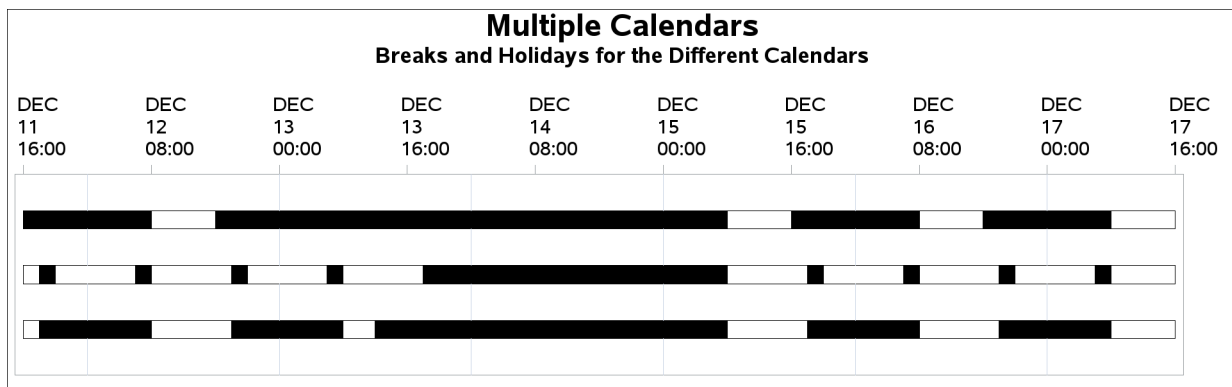 Multiple Calendars
Breaks and Holidays for the Different Calendars
DEC DEC DEC DEC DEC DEC DEC DEC DEC DEC
11 12 13 13 14 15 15 16 17 17
16:00 08:00 00:00 16:00 08:00 00:00 16:00 08:00 00:00 16:00